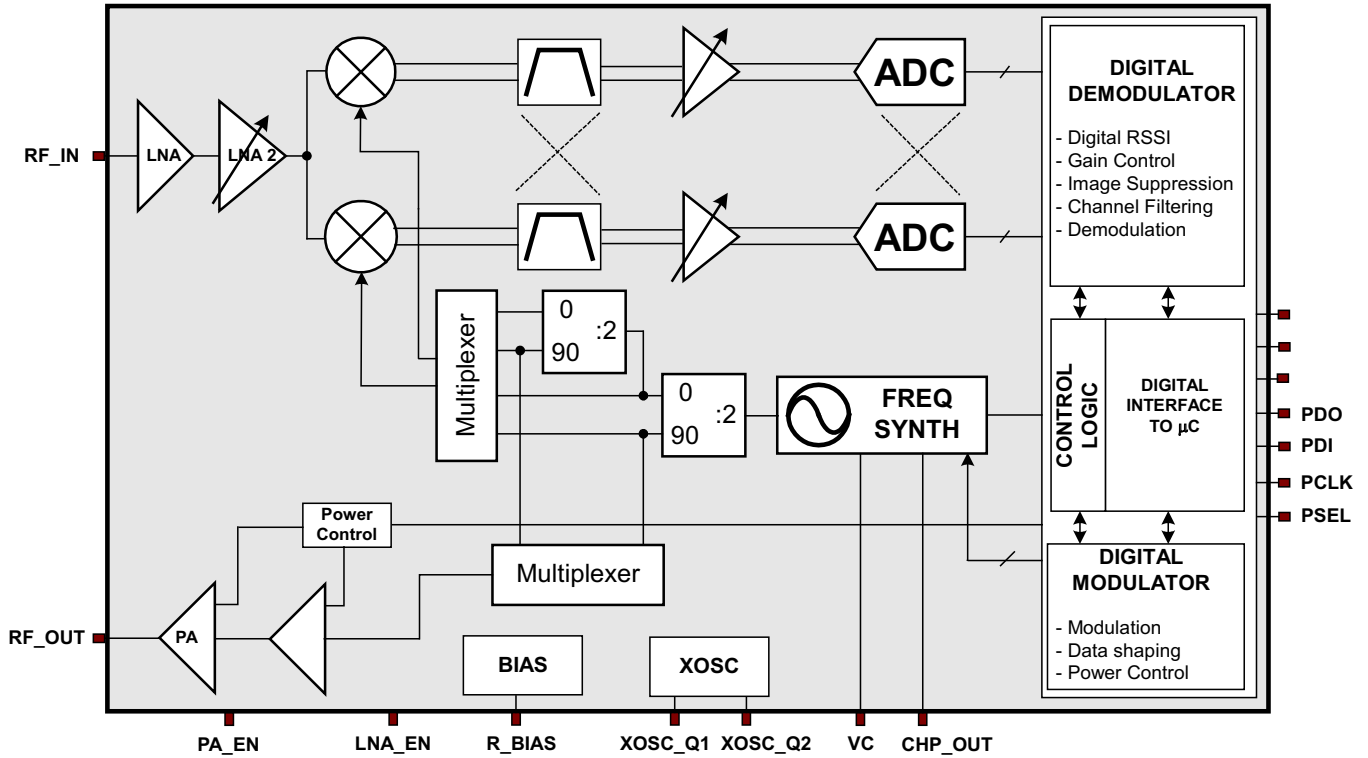 RF_IN
LNA
LNA 2
ADC
ADC
DIGITAL
DEMODULATOR
- Digital RSSI
- Gain Control
- Image Suppression
- Channel Filtering
- Demodulation
Multiplexer
0
90
:2
0
90
:2
FREQ
SYNTH
CONTROL
LOGIC
DIGITAL
INTERFACE
TO µC
PDO
PDI
PCLK
PSEL
Power
Control
Multiplexer
DIGITAL
MODULATOR
- Modulation
- Data shaping
- Power Control
RF_OUT
PA
BIAS
XOSC
PA_EN
LNA_EN
R_BIAS
XOSC_Q1
XOSC_Q2
VC
CHP_OUT